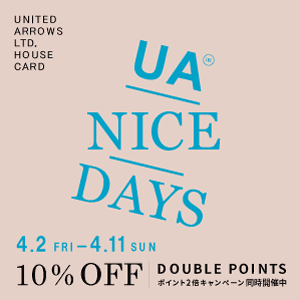 UNITED
ARROWS
LTD.
HOUSE
CARD
UA
NICE
DAYS
4.2 FRI – 4.11 SUN
10% OFF
DOUBLE POINTS
ポイント2倍キャンペーン同時開催中